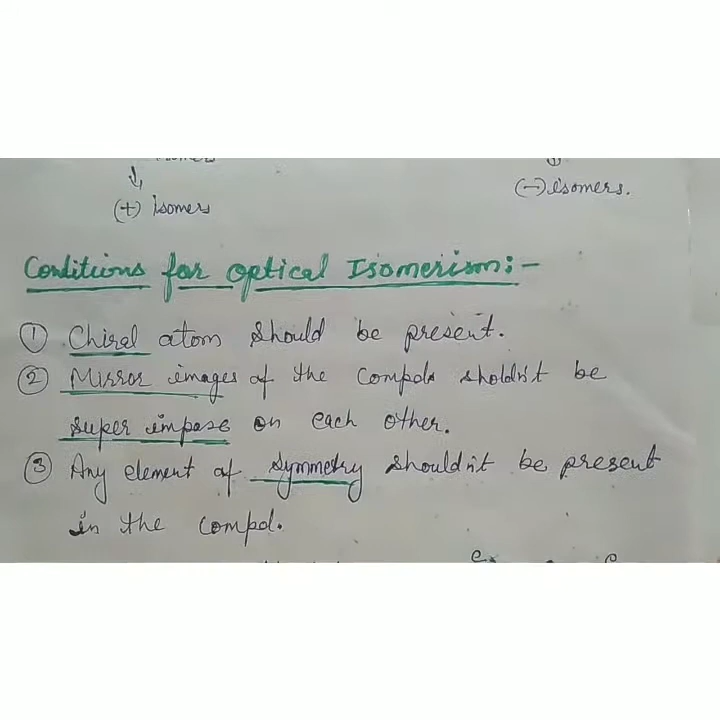 (+) isomers
(-) isomers.
Conditions for optical Isomerism:-
① Chiral atom should be present.
② Mirror images of the Compds sholdn't be
super impose on each other.
③ Any element of symmetry shouldn't be present
in the compd.